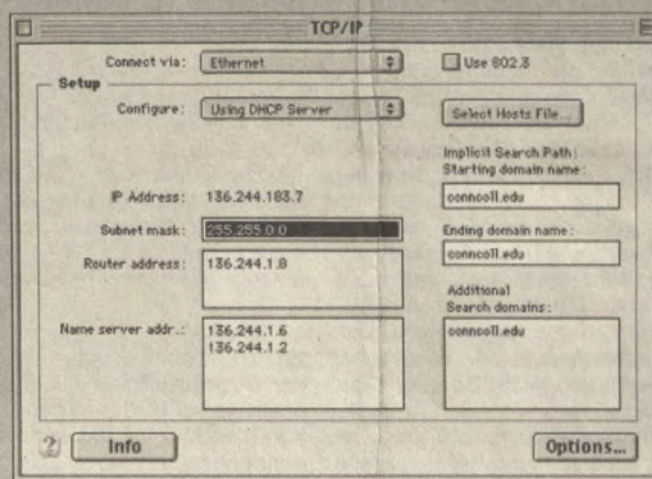 TCP/IP
Connect via: Ethernet
Use 802.3
Setup
Configure: Using DHCP Server
Select Hosts File...
Implicit Search Path:
Starting domain name:
IP Address: 136.244.183.7
conncoll.edu
Subnet mask: 255.255.0.0
Ending domain name:
conncoll.edu
Router address: 136.244.1.8
Additional
Search domains:
Name server addr.: 136.244.1.6
136.244.1.2
conncoll.edu
?
Info
Options...